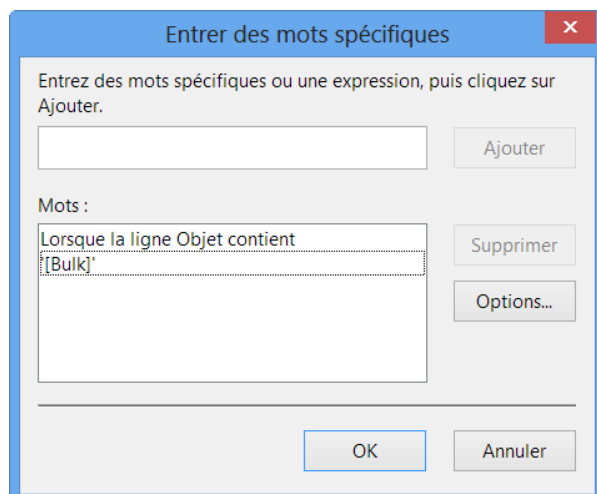 Entrer des mots spécifiques
Entrez des mots spécifiques ou une expression, puis cliquez sur
Ajouter.
Ajouter
Mots :
Lorsque la ligne Objet contient
'[Bulk]'
Supprimer
Options...
OK
Annuler